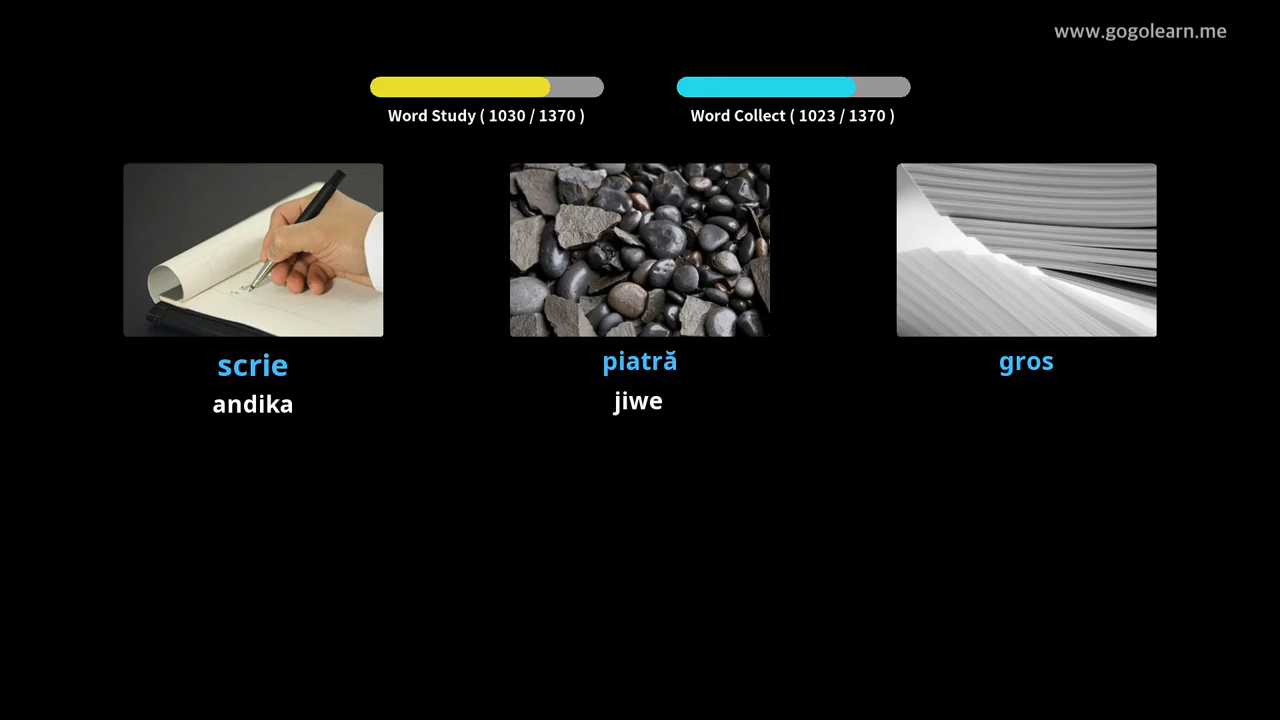 www.gogolearn.me
Word Study ( 1030 / 1370 )
Word Collect ( 1023 / 1370 )
scrie
andika
piatră
jiwe
gros